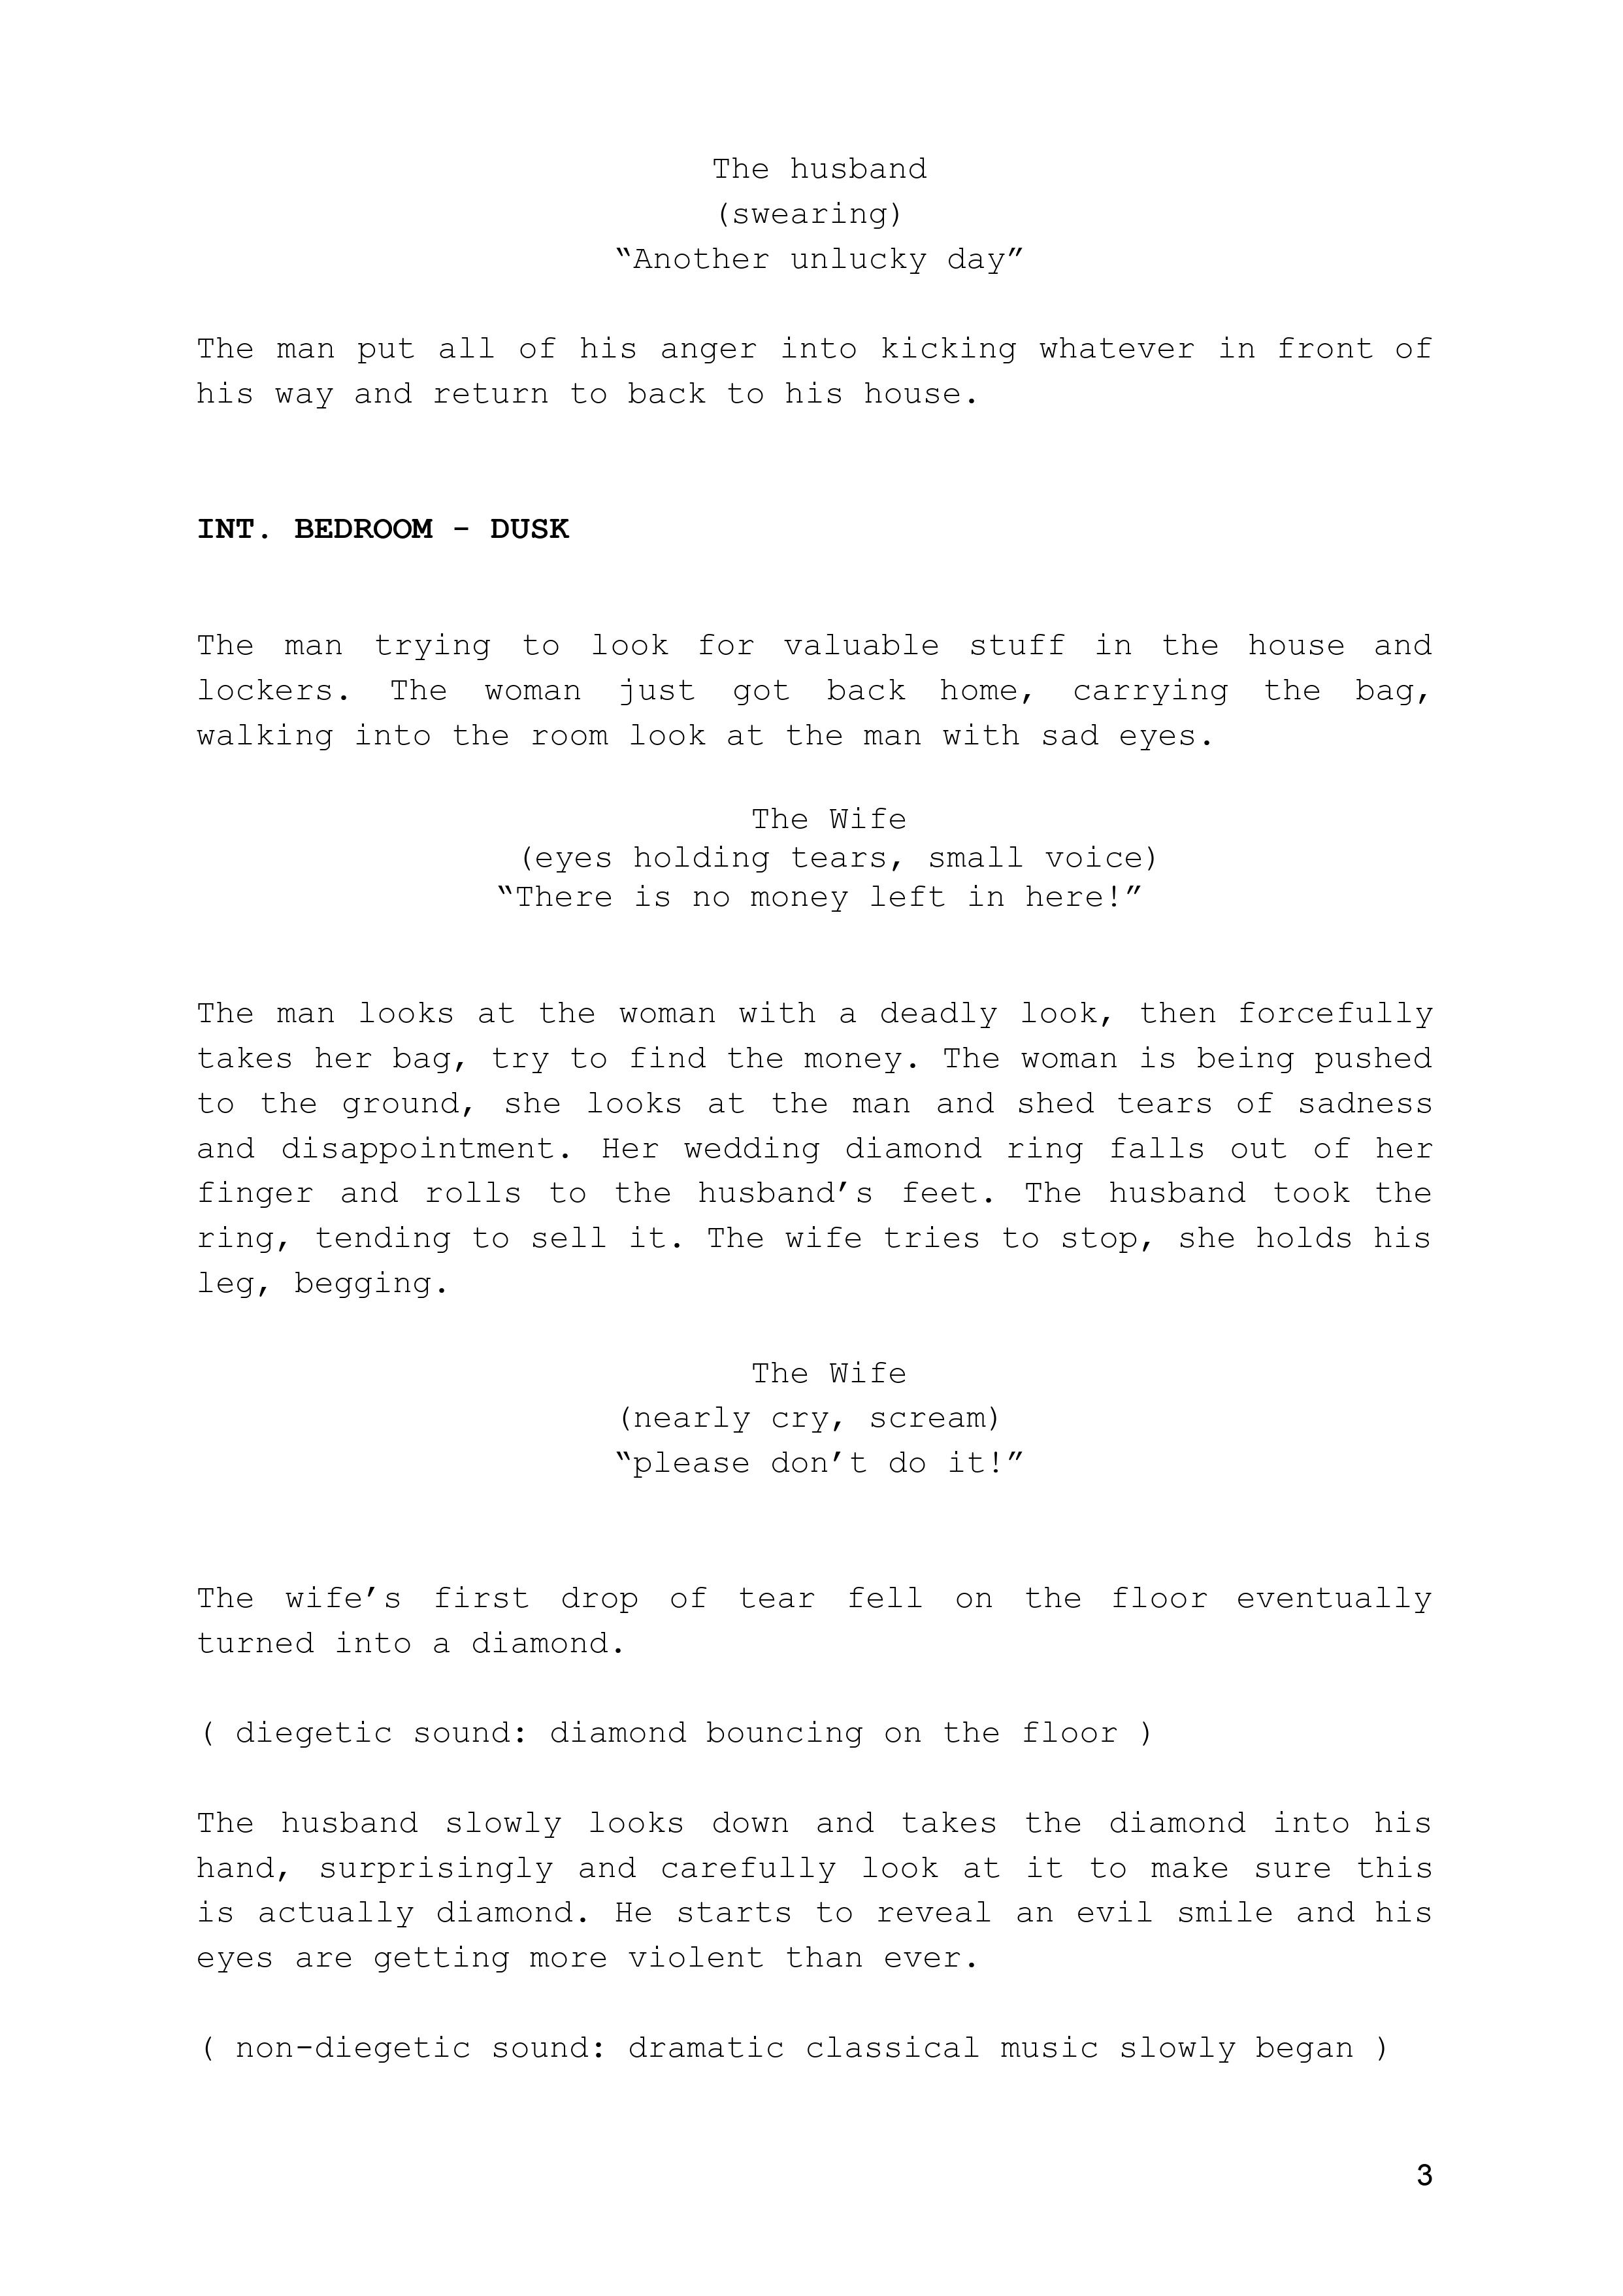 The husband
(swearing)
“Another unlucky day”
The man put all of his anger into kicking whatever in front of
his way and return to back to his house.
INT. BEDROOM - DUSK
The man trying to look for valuable stuff in the house and
lockers. The woman just got back home, carrying the bag,
walking into the room look at the man with sad eyes.
The Wife
(eyes holding tears, small voice)
“There is no money left in here!”
The man looks at the woman with a deadly look, then forcefully
takes her bag, try to find the money. The woman is being pushed
to the ground, she looks at the man and shed tears of sadness
and disappointment. Her wedding diamond ring falls out of her
finger and rolls to the husband’s feet. The husband took the
ring, tending to sell it. The wife tries to stop, she holds his
leg, begging.
The Wife
(nearly cry, scream)
“please don’t do it!”
The wife’s first drop of tear fell on the floor eventually
turned into a diamond.
( diegetic sound: diamond bouncing on the floor )
The husband slowly looks down and takes the diamond into his
hand, surprisingly and carefully look at it to make sure this
is actually diamond. He starts to reveal an evil smile and his
eyes are getting more violent than ever.
( non-diegetic sound: dramatic classical music slowly began )
3